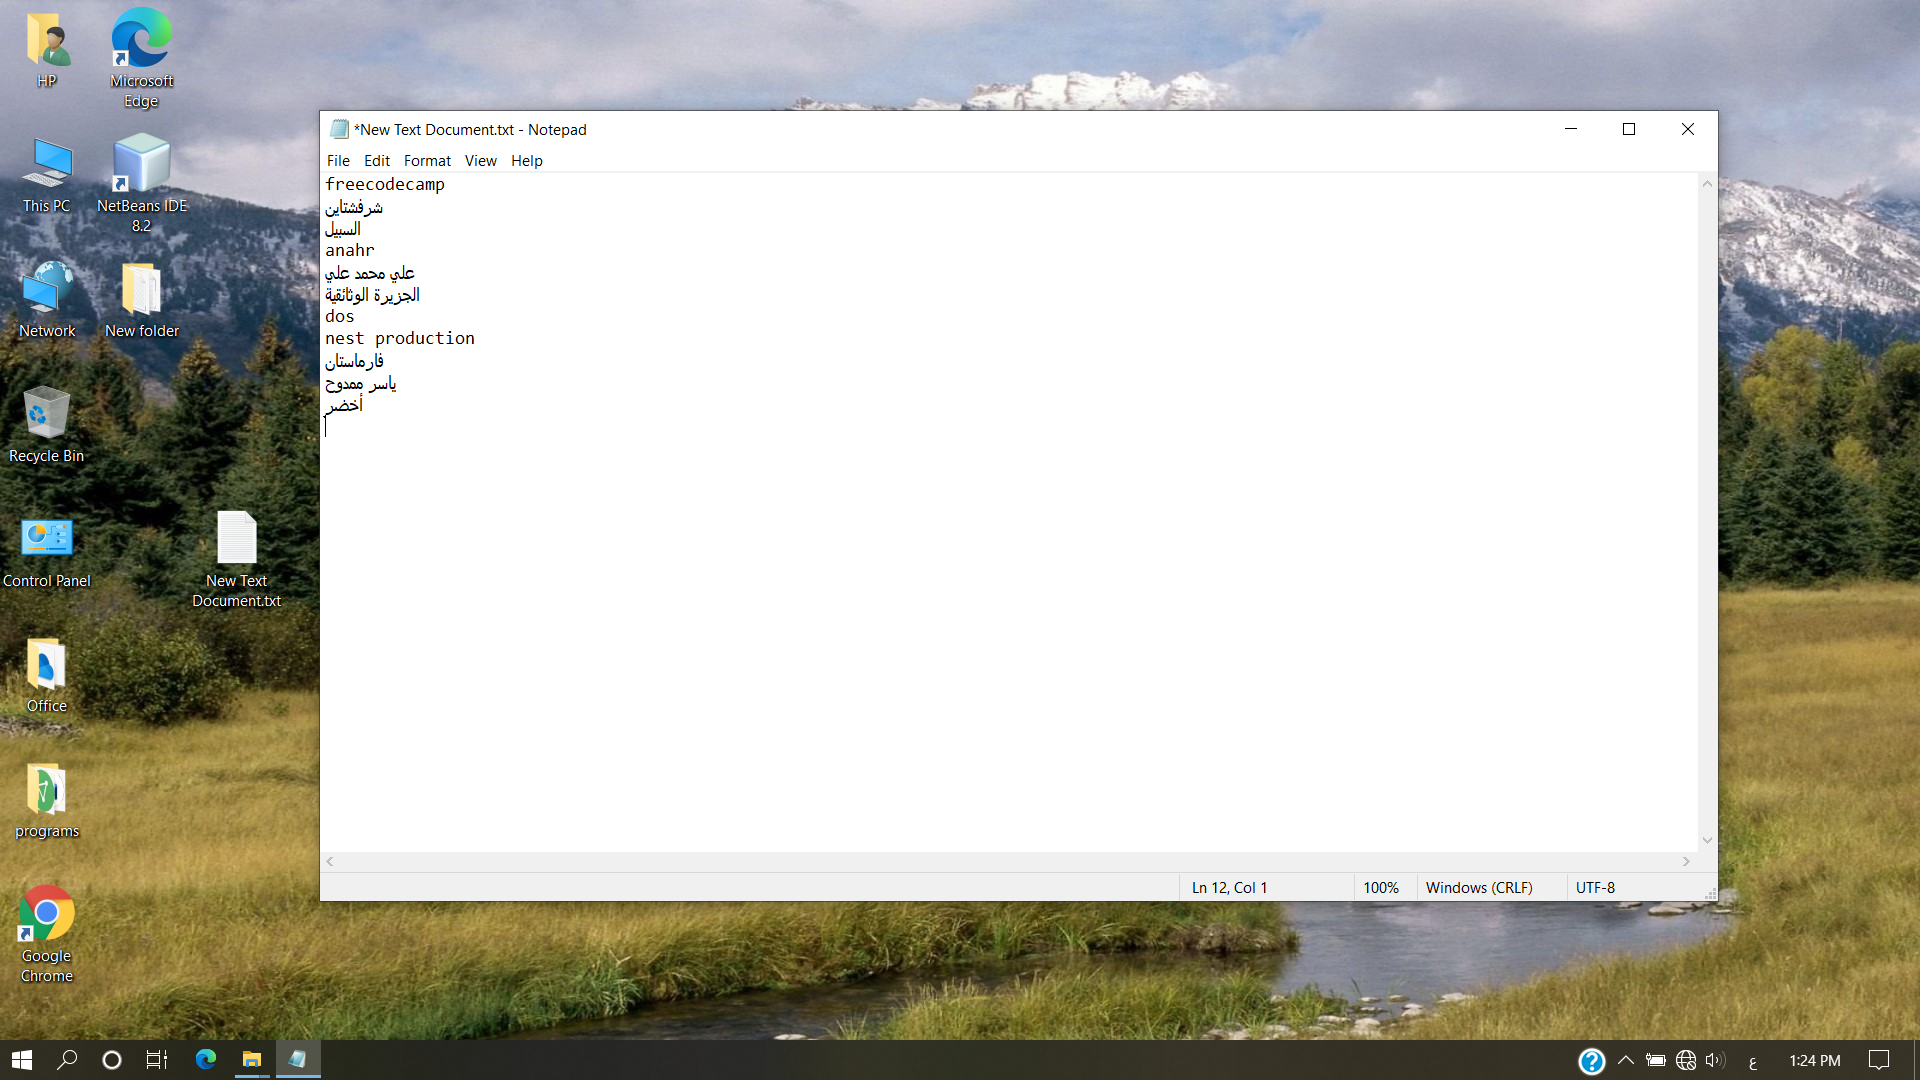 HP
Microsoft
Edge
This PC
NetBeans IDE
8.2
Network
New folder
Recycle Bin
Control Panel
New Text
Document.txt
Office
programs
Google
Chrome
*New Text Document.txt - Notepad
File Edit Format View Help
freecodecamp
شرفشتاين
السبيل
anahr
علي محمد علي
الجزيرة الوثائقية
dos
nest production
فارماستان
ياسر ممدوح
أخضر
Ln 12, Col 1
100%
Windows (CRLF)
UTF-8
ع
1:24 PM